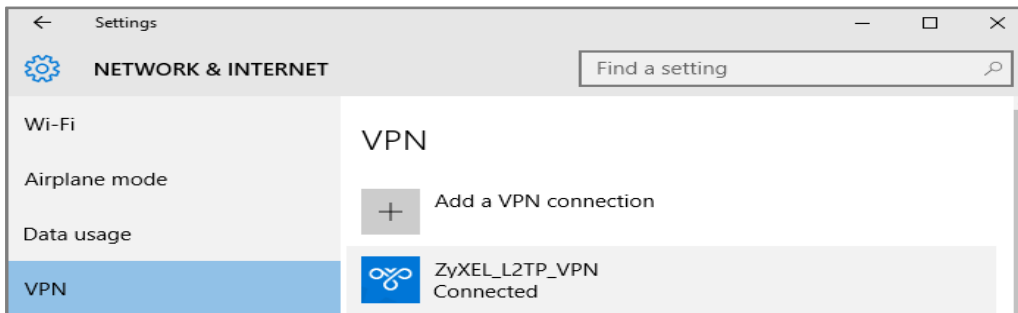 Settings
NETWORK & INTERNET
Find a setting
Wi-Fi
Airplane mode
Data usage
VPN
VPN
Add a VPN connection
ZyXEL_L2TP_VPN
Connected